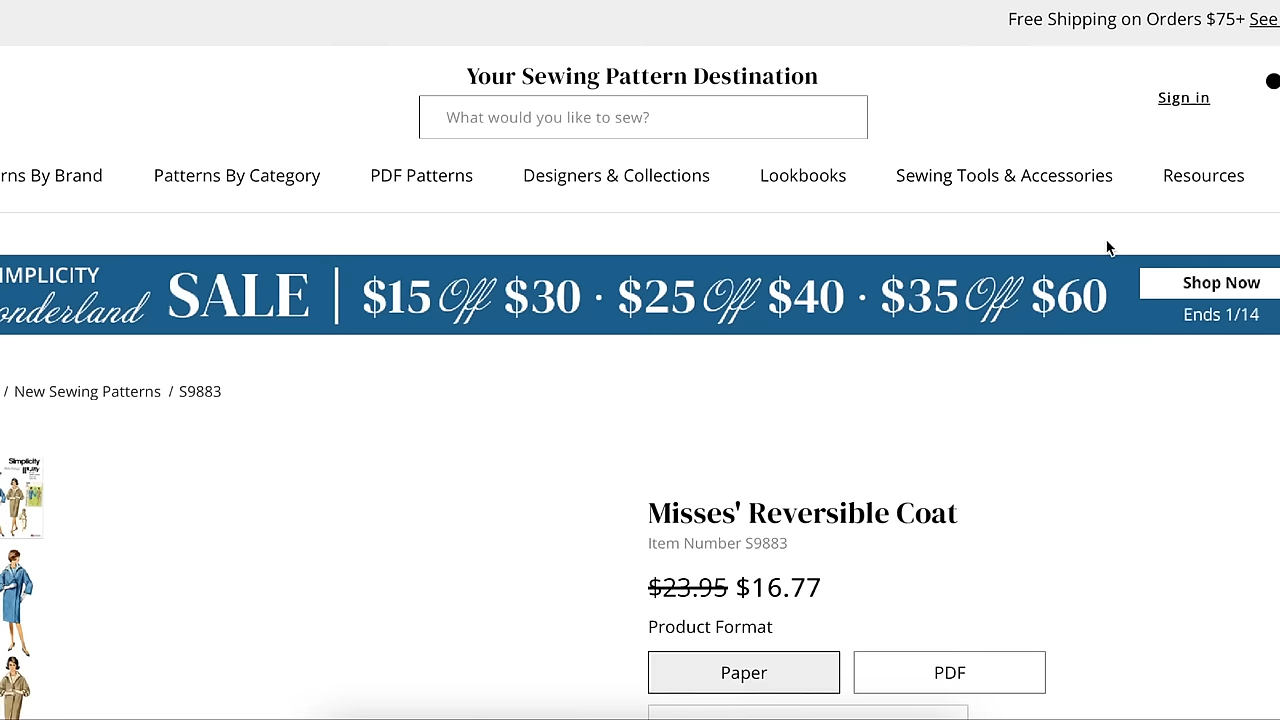 Free Shipping on Orders $75+ See
Your Sewing Pattern Destination
What would you like to sew?
Sign in
rns By Brand Patterns By Category PDF Patterns Designers & Collections Lookbooks Sewing Tools & Accessories Resources
IMPLICITY
onderland
SALE | $15 Off $30 · $25 Off $40 · $35 Off $60
Shop Now
Ends 1/14
/ New Sewing Patterns / S9883
Simplicity
Misses' Reversible Coat
Item Number S9883
$23.95 $16.77
Product Format
Paper PDF